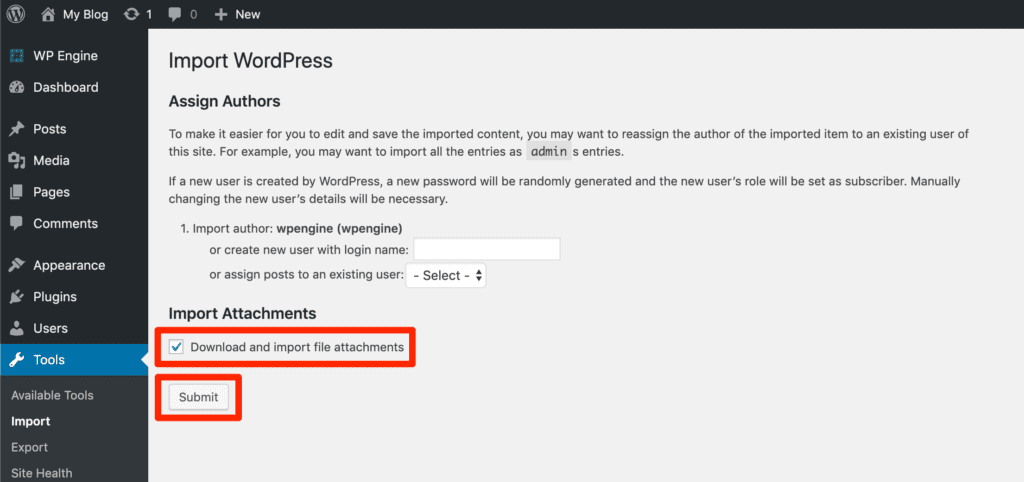 My Blog 1 0 New
WP Engine
Dashboard
Posts
Media
Pages
Comments
Appearance
Plugins
Users
Tools
Available Tools
Import
Export
Site Health
Import WordPress
Assign Authors
To make it easier for you to edit and save the imported content, you may want to reassign the author of the imported item to an existing user of
this site. For example, you may want to import all the entries as admin s entries.
If a new user is created by WordPress, a new password will be randomly generated and the new user’s role will be set as subscriber. Manually
changing the new user’s details will be necessary.
1. Import author: wpengine (wpengine)
or create new user with login name:
or assign posts to an existing user: - Select -
Import Attachments
Download and import file attachments
Submit